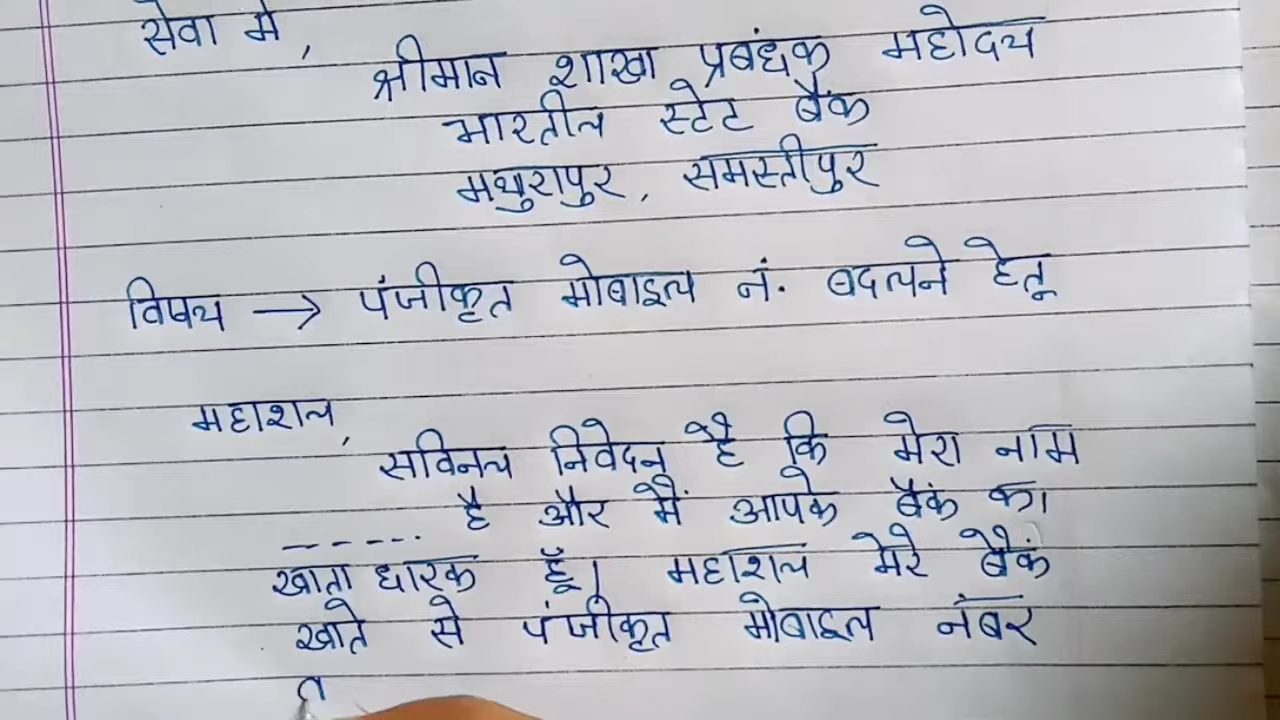 सेवा में,
श्रीमान शाखा प्रबंधक महोदय
भारतीय स्टेट बैंक
मथुरापुर, समस्तीपुर
विषय → पंजीकृत मोबाइल नं. बदलने हेतू
महाशय,
सविनय निवेदन है कि मेरा नाम
------ है और मैं आपके बैंक का
खाता धारक हूँ। महाशय मेरे बैंक
खाते से पंजीकृत मोबाइल नंबर